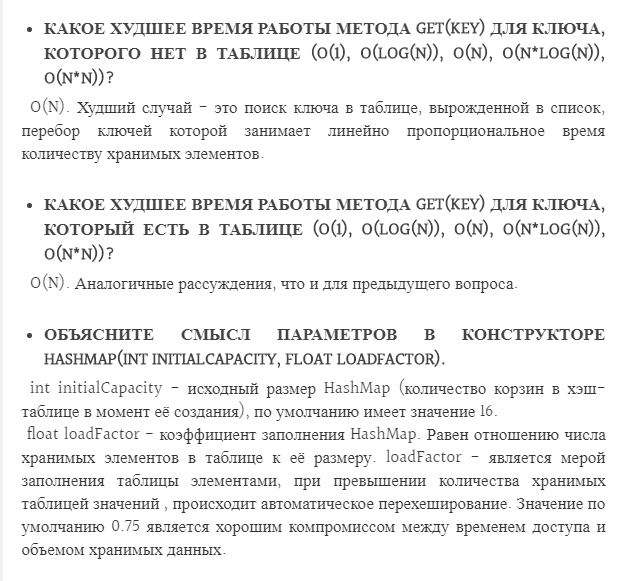 • КАКОЕ ХУДШЕЕ ВРЕМЯ РАБОТЫ МЕТОДА GET(KEY) ДЛЯ КЛЮЧА,
КОТОРОГО НЕТ В ТАБЛИЦЕ (O(1), O(LOG(N)), O(N), O(N*LOG(N)),
O(N*N))?
O(N). Худший случай - это поиск ключа в таблице, вырожденной в список,
перебор ключей которой занимает линейно пропорциональное время
количеству хранимых элементов.
• КАКОЕ ХУДШЕЕ ВРЕМЯ РАБОТЫ МЕТОДА GET(KEY) ДЛЯ КЛЮЧА,
КОТОРЫЙ ЕСТЬ В ТАБЛИЦЕ (O(1), O(LOG(N)), O(N), O(N*LOG(N)),
O(N*N))?
O(N). Аналогичные рассуждения, что и для предыдущего вопроса.
• ОБЪЯСНИТЕ СМЫСЛ ПАРАМЕТРОВ В КОНСТРУКТОРЕ
HASHMAP(INT INITIALCAPACITY, FLOAT LOADFACTOR).
int initialCapacity - исходный размер HashMap (количество корзин в хэш-
таблице в момент её создания), по умолчанию имеет значение 16.
float loadFactor - коэффициент заполнения HashMap. Равен отношению числа
хранимых элементов в таблице к её размеру. loadFactor - является мерой
заполнения таблицы элементами, при превышении количества хранимых
таблицей значений , происходит автоматическое перехеширование. Значение по
умолчанию 0.75 является хорошим компромиссом между временем доступа и
объемом хранимых данных.